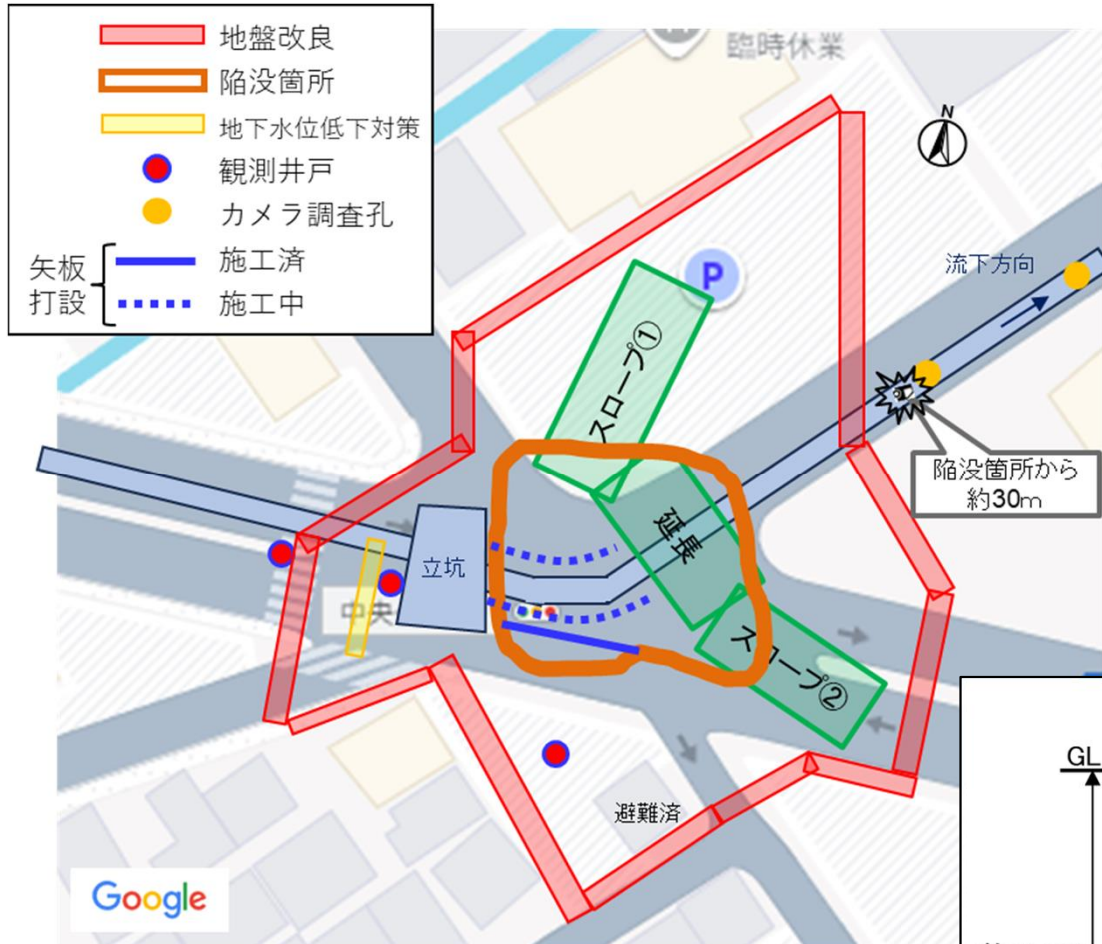 地盤改良
陥没箇所
地下水位低下対策
観測井戸
カメラ調査孔
矢板
打設
施工済
施工中
臨時休業
N
P
流下方向
スロープ①
陥没箇所から
約30m
延長
立坑
中央
スロープ②
GL
避難済
Google